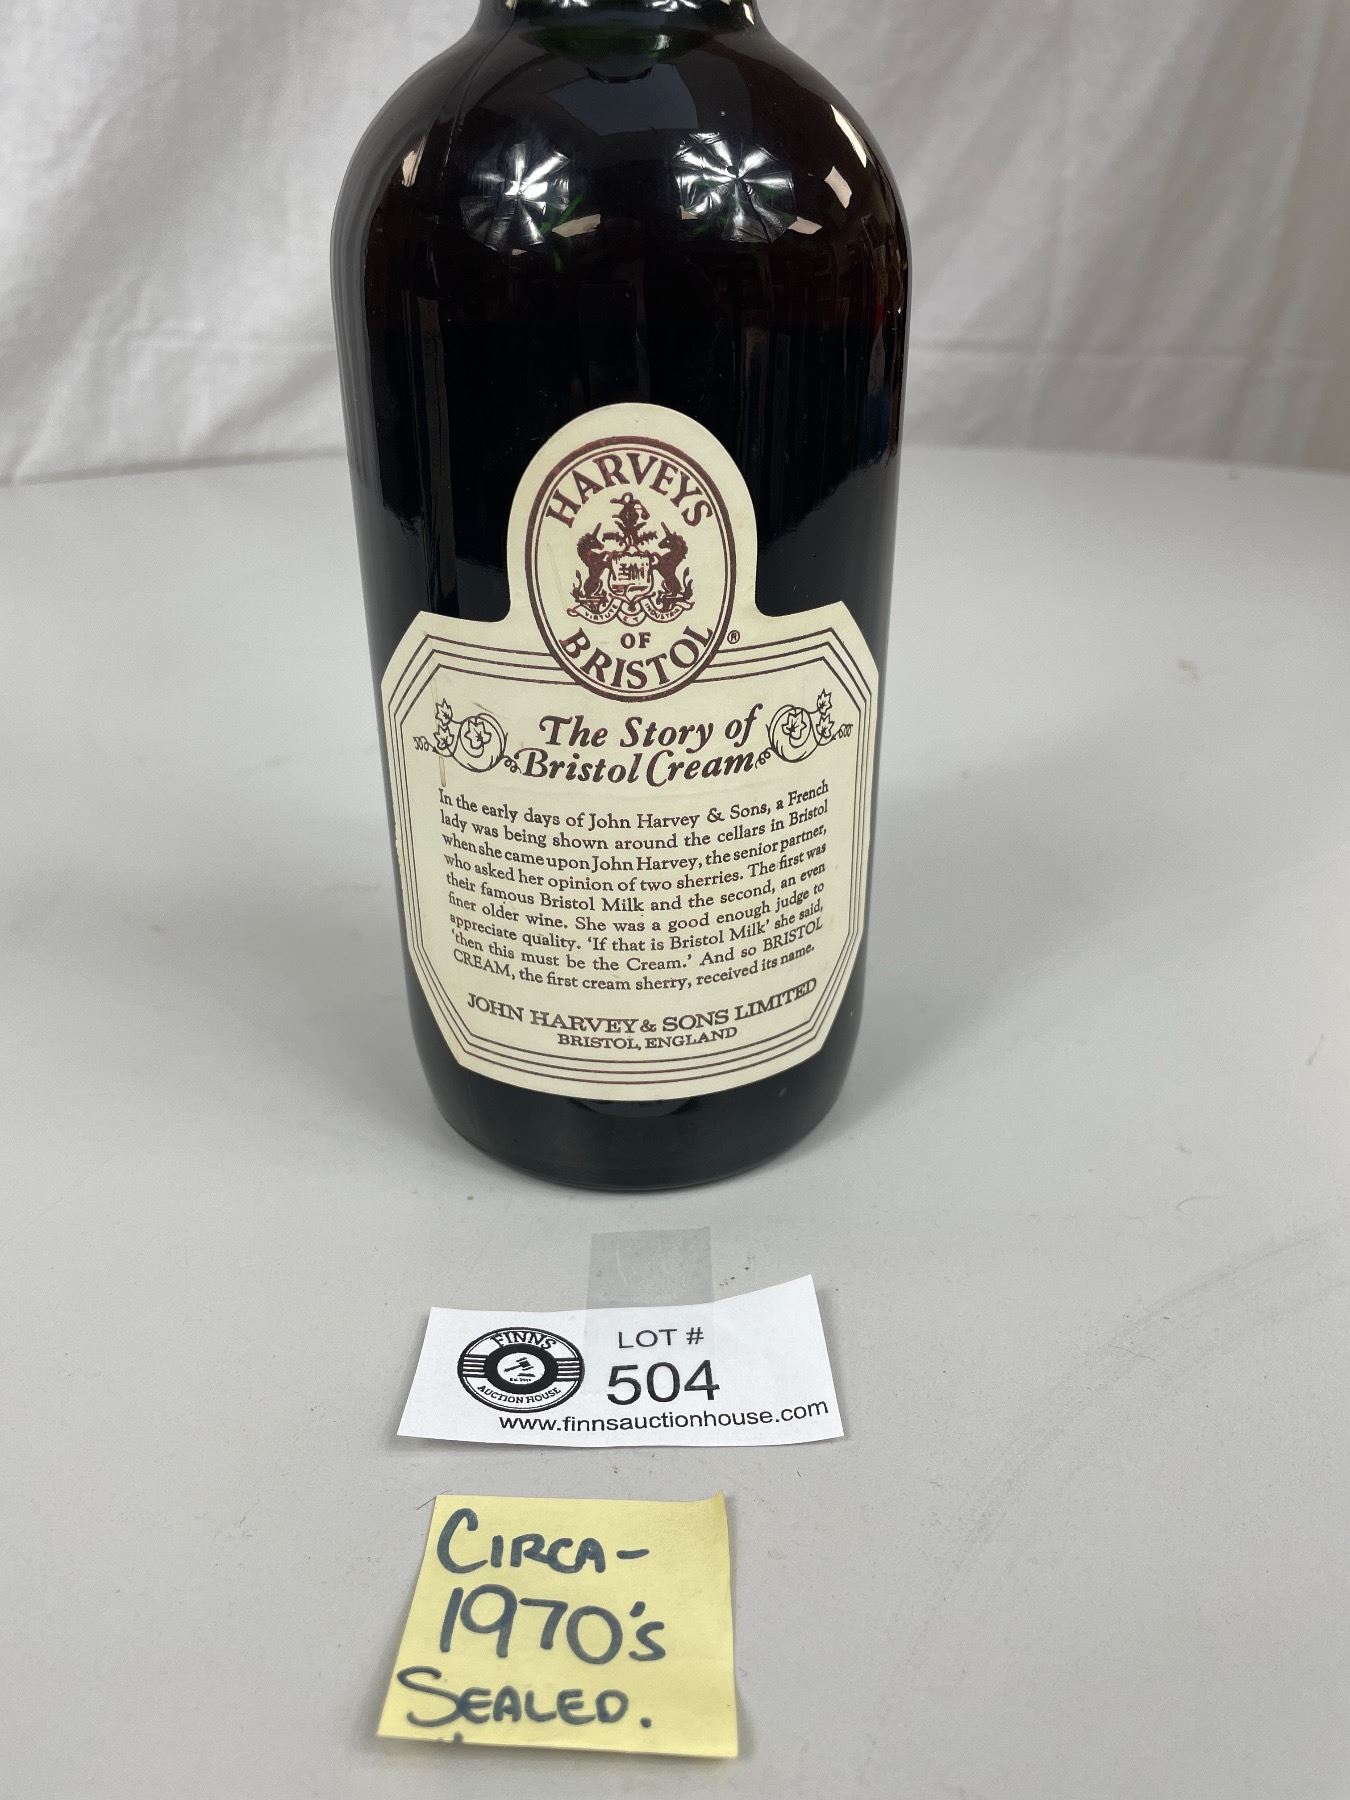 HARVEYS
VIRTUTE ET INDUSTRIA
OF
BRISTOL ®
The Story of
Bristol Cream
In the early days of John Harvey & Sons, a French
lady was being shown around the cellars in Bristol
when she came upon John Harvey, the senior partner,
who asked her opinion of two sherries. The first was
their famous Bristol Milk and the second, an even
finer older wine. She was a good enough judge to
appreciate quality. 'If that is Bristol Milk' she said,
'then this must be the Cream.' And so BRISTOL
CREAM, the first cream sherry, received its name.
JOHN HARVEY & SONS LIMITED
BRISTOL, ENGLAND
FINNS
AUCTION HOUSE
LOT #
504
www.finnsauctionhouse.com
CIRCA-
1970's
SEALED.